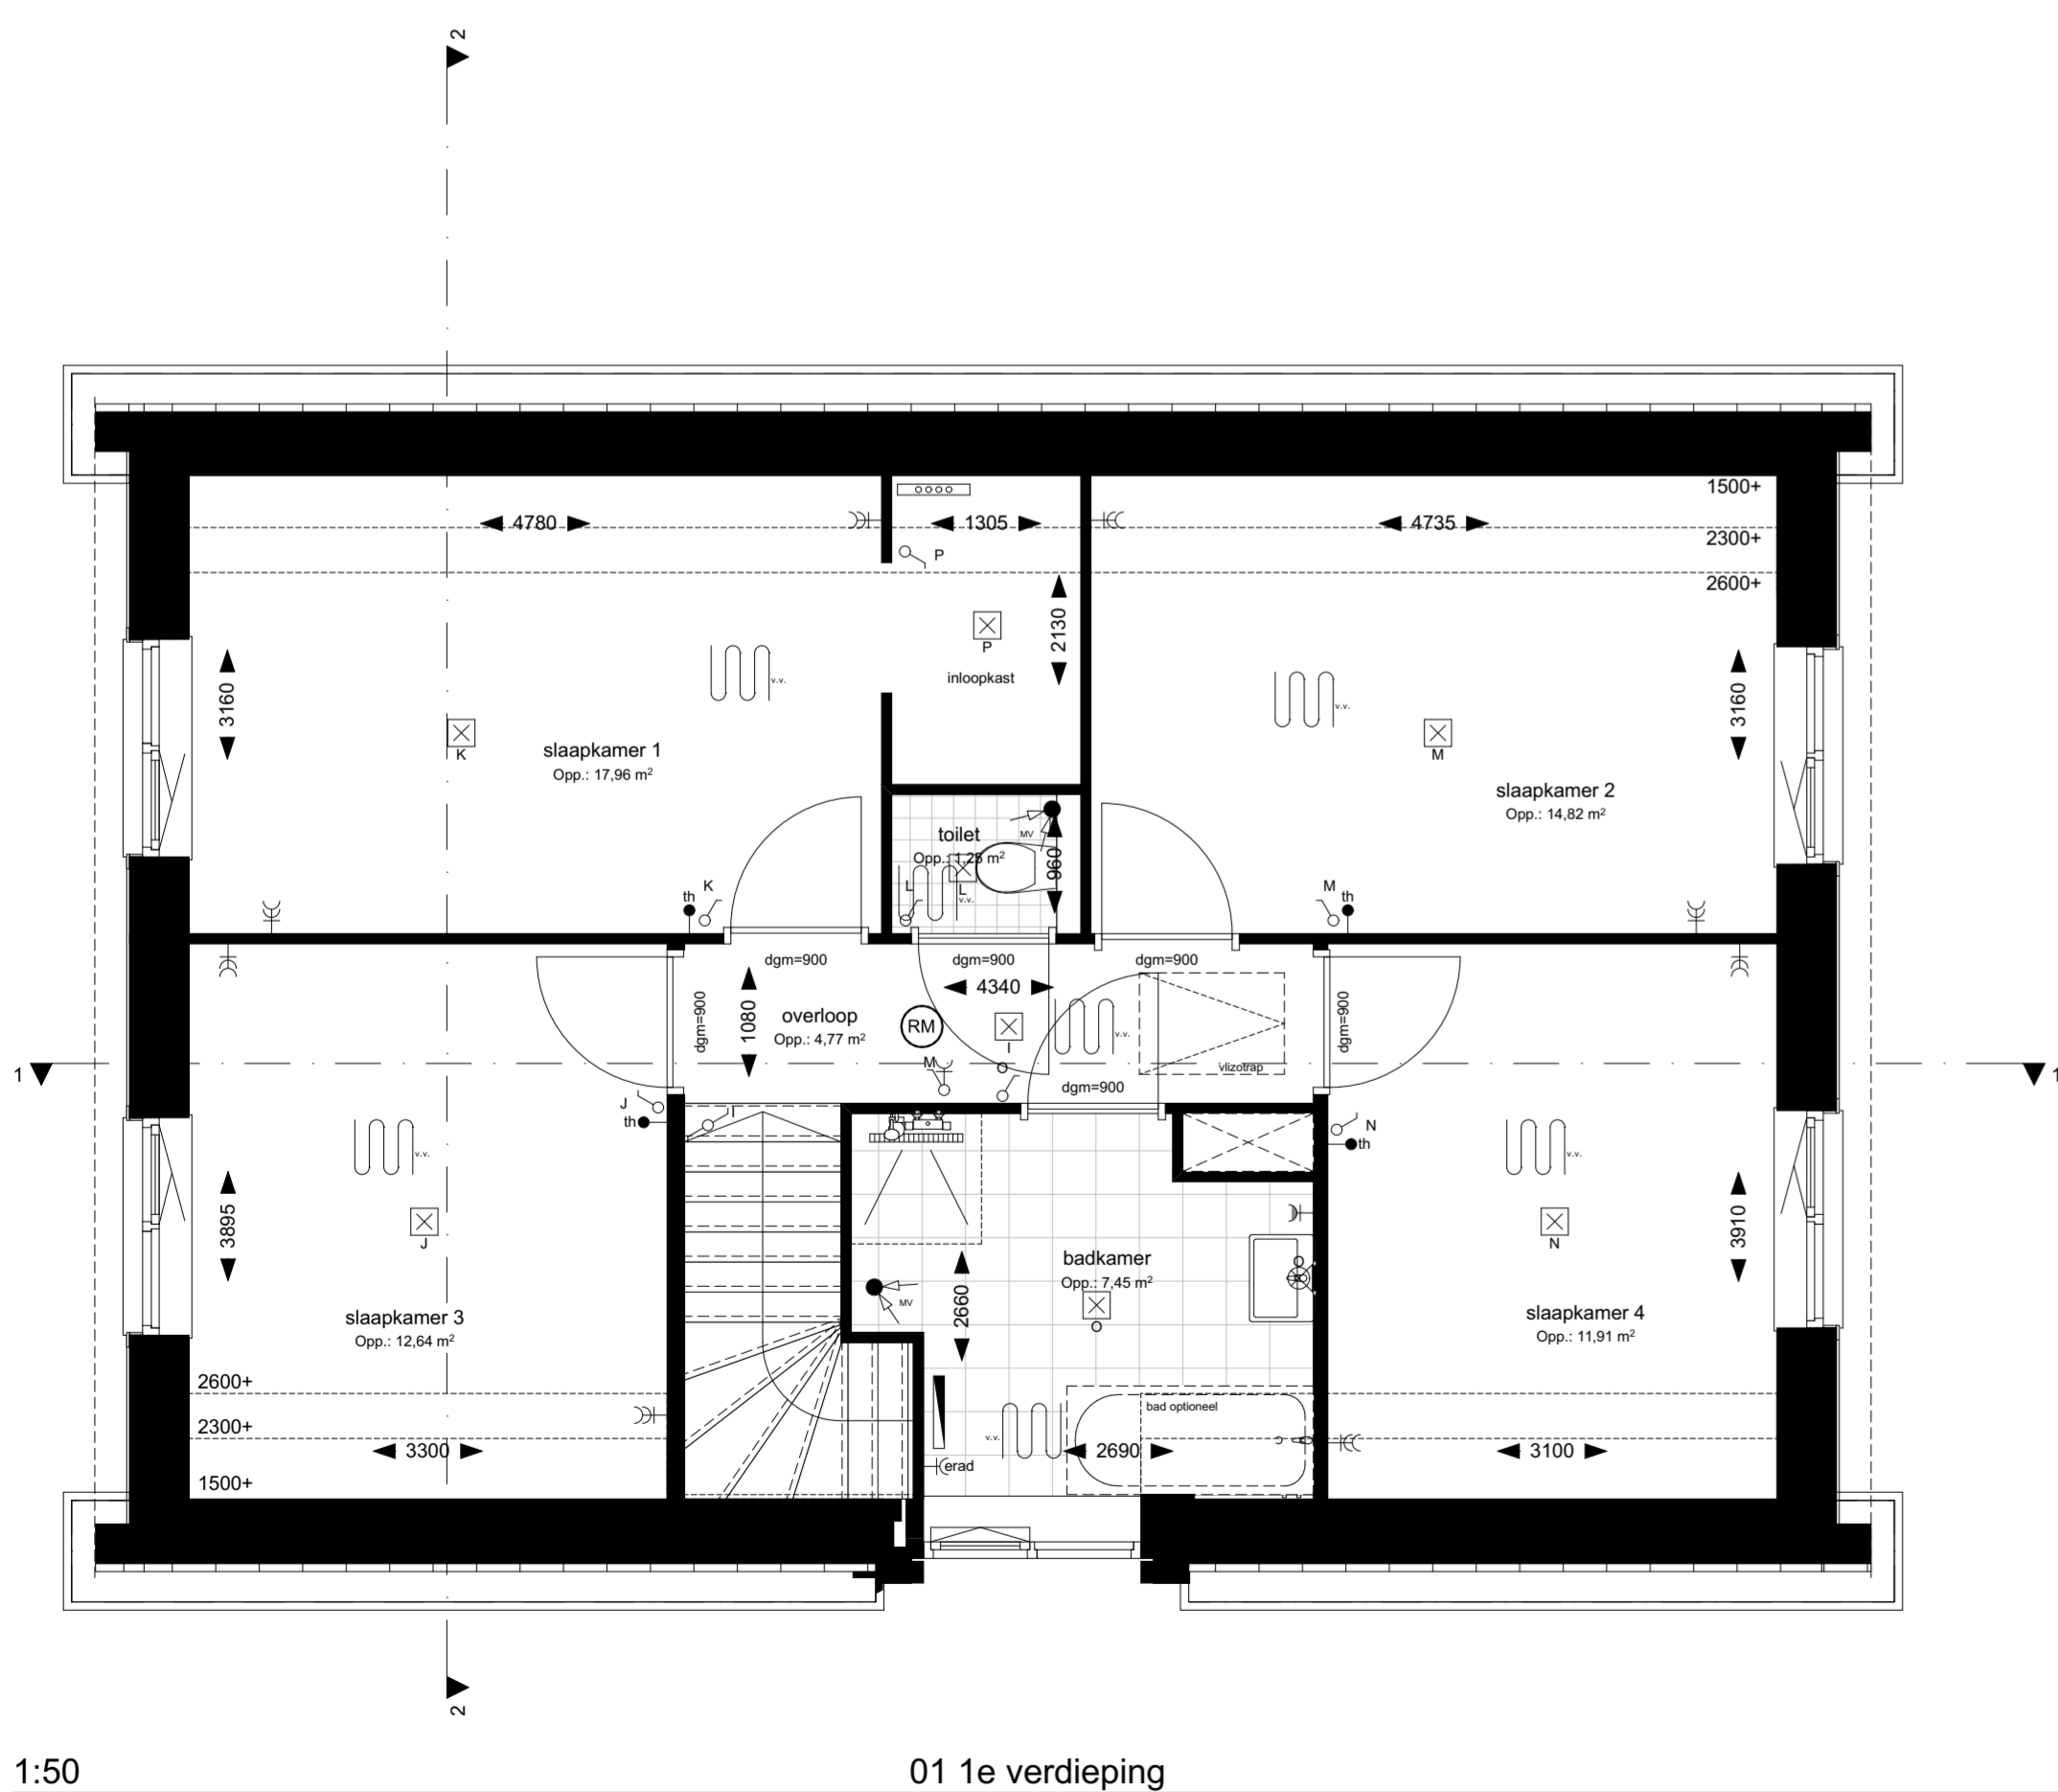 2
1500+
4780
1305
4735
2300+
P
2600+
3160
2130
3160
P
inloopkast
v.v.
v.v.
K
M
slaapkamer 1
Opp.: 17,96 m²
slaapkamer 2
Opp.: 14,82 m²
toilet
MV
Opp.: 1,25 m²
960
th
K
L
L
v.v.
M
th
dgm=900
dgm=900
dgm=900
4340
dgm=900
1080
overloop
Opp.: 4,77 m²
RM
I
v.v.
dgm=900
1
M
O
vlizotrap
1
dgm=900
J
th
I
N
th
v.v.
v.v.
3895
J
3910
N
badkamer
Opp.: 7,45 m²
O
MV
2660
O
slaapkamer 3
Opp.: 12,64 m²
slaapkamer 4
Opp.: 11,91 m²
2600+
bad optioneel
2300+
v.v.
3300
2690
3100
erad
1500+
2
1:50
01 1e verdieping